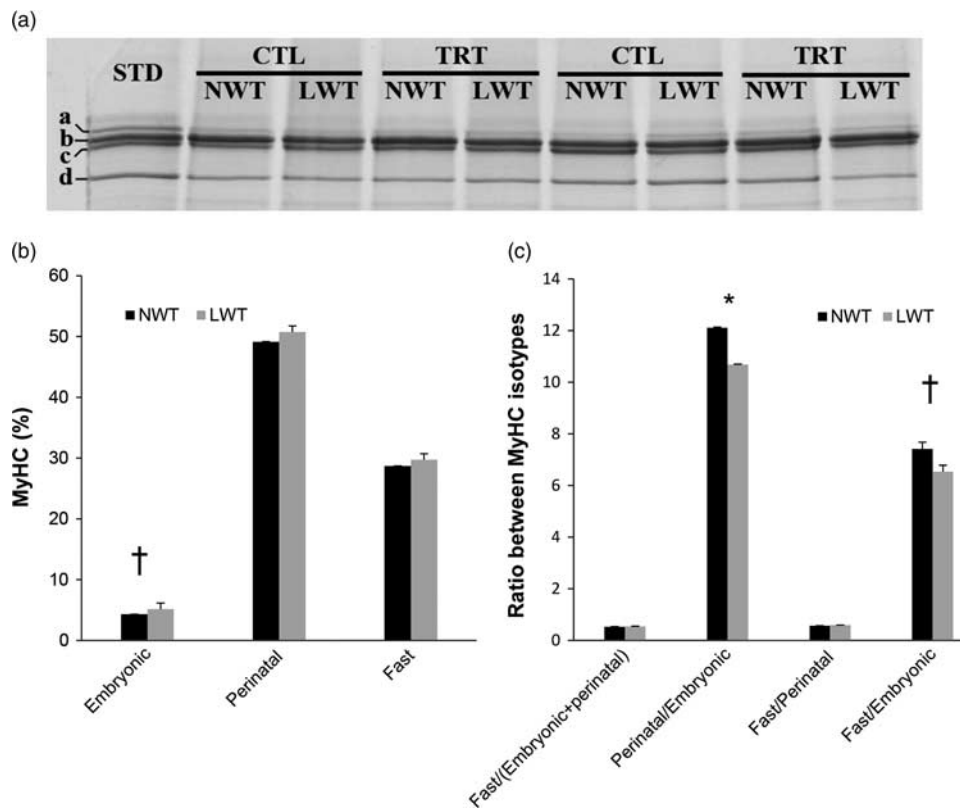 (a)
CTL TRT CTL TRT
STD
NWT LWT NWT LWT NWT LWT NWT LWT
a
b
c
d
(b)
60
50
40
30
20
10
0
MyHC (%)
NWT LWT
†
Embryonic
Perinatal
Fast
(c)
14
12
10
8
6
4
2
0
Ratio between MyHC isotypes
NWT LWT
*
†
Fast/(Embryonic+perinatal)
Perinatal/Embryonic
Fast/Perinatal
Fast/Embryonic